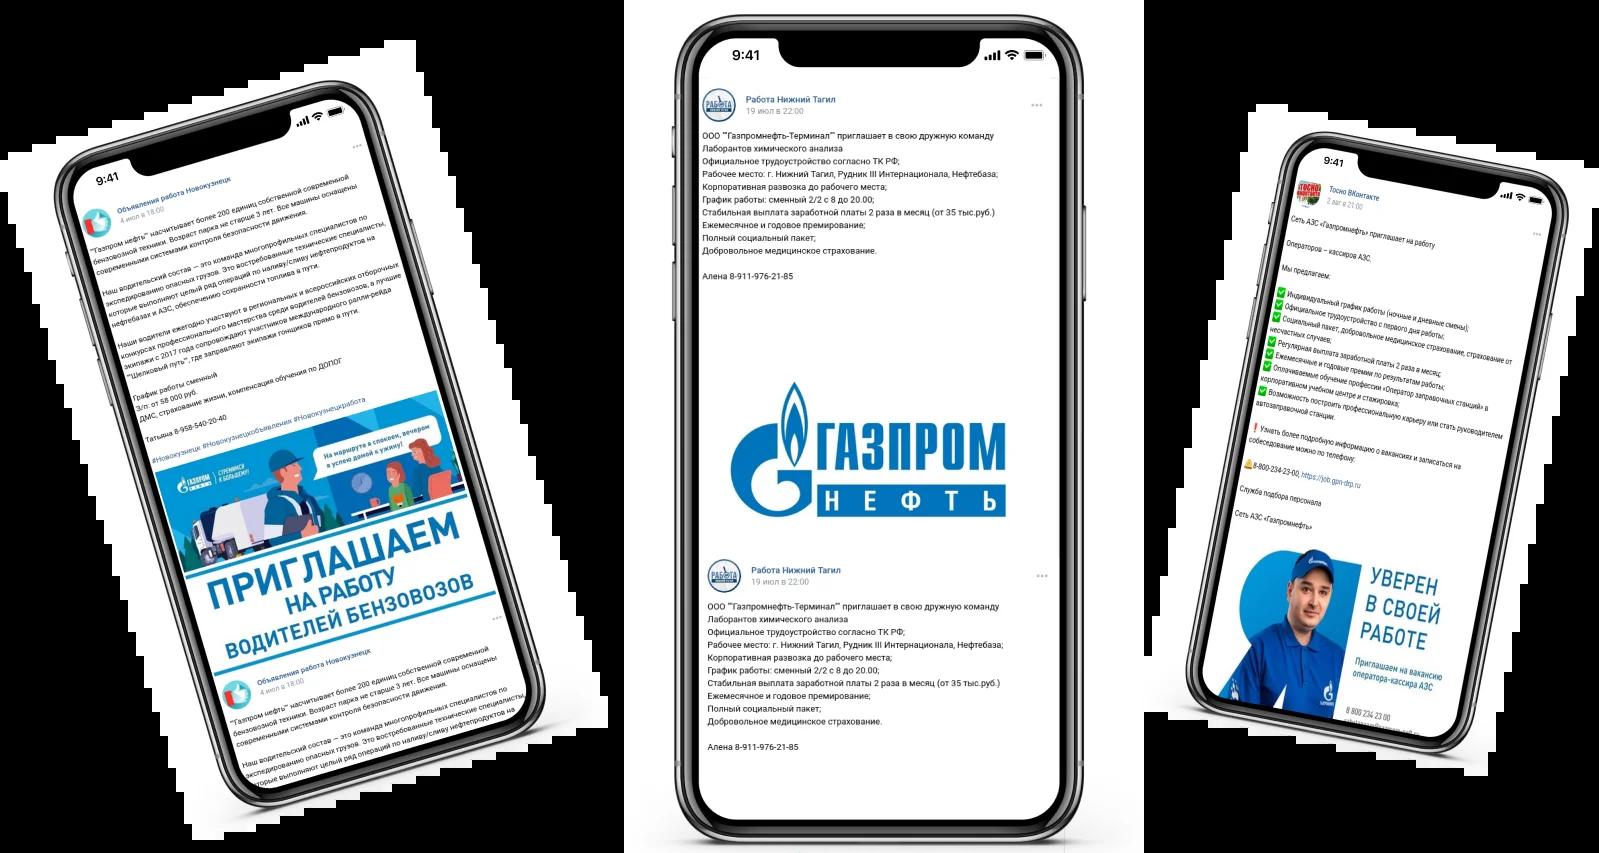 9:41
Объявления работа Новокузнецк
4 июл в 18:00
""Газпром нефть"" насчитывает более 200 единиц собственной современной
бензовозной техники. Возраст парка не старше 3 лет. Все машины оснащены
современными системами контроля безопасности движения.
Наш водительский состав – это команда многопрофильных специалистов по
экспедированию опасных грузов. Это востребованные технические специалисты,
которые выполняют целый ряд операций по наливу/сливу нефтепродуктов на
нефтебазах и АЗС, обеспечению сохранности топлива в пути.
Наши водители ежегодно участвуют в региональных и всероссийских отборочных
конкурсах профессионального мастерства среди водителей бензовозов, а лучшие
экипажи с 2017 года сопровождают участников международного ралли-рейда
""Шелковый путь"", где заправляют экипажи гонщиков прямо в пути.
График работы сменный
З/п: от 58 000 руб.
ДМС, страхование жизни, компенсация обучения по ДОПОГ
Татьяна 8-958-540-20-40
#Новокузнецк #Новокузнецкобъявления #Новокузнецкработа
ГАЗПРОМ
НЕФТЬ
СТРЕМИМСЯ
К БОЛЬШЕМУ!
На маршруте я спокоен, вечером
я успею домой к ужину!
ПРИГЛАШАЕМ
НА РАБОТУ
ВОДИТЕЛЕЙ БЕНЗОВОЗОВ
Объявления работа Новокузнецк
4 июл в 18:00
""Газпром нефть"" насчитывает более 200 единиц собственной современной
бензовозной техники. Возраст парка не старше 3 лет. Все машины оснащены
современными системами контроля безопасности движения.
Наш водительский состав – это команда многопрофильных специалистов по
экспедированию опасных грузов. Это востребованные технические специалисты,
которые выполняют целый ряд операций по наливу/сливу нефтепродуктов на
9:41
РАБОТА
Работа Нижний Тагил
19 июл в 22:00
ООО ""Газпромнефть-Терминал"" приглашает в свою дружную команду
Лаборантов химического анализа
Официальное трудоустройство согласно ТК РФ;
Рабочее место: г. Нижний Тагил, Рудник III Интернационала, Нефтебаза;
Корпоративная развозка до рабочего места;
График работы: сменный 2/2 с 8 до 20.00;
Стабильная выплата заработной платы 2 раза в месяц (от 35 тыс.руб.)
Ежемесячное и годовое премирование;
Полный социальный пакет;
Добровольное медицинское страхование.
Алена 8-911-976-21-85
ГАЗПРОМ
НЕФТЬ
РАБОТА
Работа Нижний Тагил
19 июл в 22:00
ООО ""Газпромнефть-Терминал"" приглашает в свою дружную команду
Лаборантов химического анализа
Официальное трудоустройство согласно ТК РФ;
Рабочее место: г. Нижний Тагил, Рудник III Интернационала, Нефтебаза;
Корпоративная развозка до рабочего места;
График работы: сменный 2/2 с 8 до 20.00;
Стабильная выплата заработной платы 2 раза в месяц (от 35 тыс.руб.)
Ежемесячное и годовое премирование;
Полный социальный пакет;
Добровольное медицинское страхование.
Алена 8-911-976-21-85
9:41
ТОСНО
Тосно ВКонтакте
2 авг в 21:00
Сеть АЗС «Газпромнефть» приглашает на работу
Операторов – кассиров АЗС.
Мы предлагаем:
✅ Индивидуальный график работы (ночные и дневные смены);
✅ Официальное трудоустройство с первого дня работы;
✅ Социальный пакет, добровольное медицинское страхование, страхование от
несчастных случаев;
✅ Регулярная выплата заработной платы 2 раза в месяц;
✅ Ежемесячные и годовые премии по результатам работы;
✅ Оплачиваемые обучение профессии «Оператор заправочных станций» в
корпоративном учебном центре и стажировка;
✅ Возможность построить профессиональную карьеру или стать руководителем
автозаправочной станции.
❗ Узнать более подробную информацию о вакансиях и записаться на
собеседование можно по телефону:
8-800-234-23-00, https://job.gpn-drp.ru
Служба подбора персонала
Сеть АЗС «Газпромнефть»
УВЕРЕН
В СВОЕЙ
РАБОТЕ
Приглашаем на вакансию
оператора-кассира АЗС
8 800 234 23 00